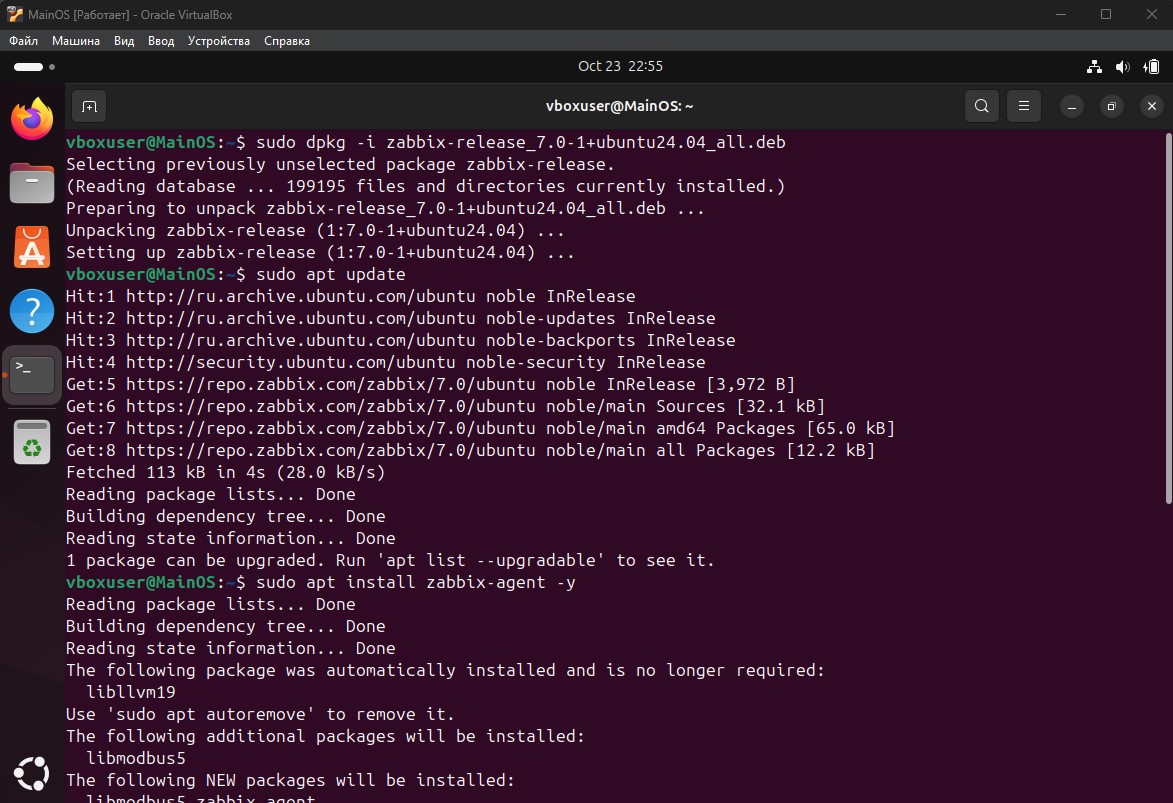 MainOS [Работает] - Oracle VirtualBox
Файл Машина Вид Ввод Устройства Справка
Oct 23 22:55
vboxuser@MainOS: ~
vboxuser@MainOS:~$ sudo dpkg -i zabbix-release_7.0-1+ubuntu24.04_all.deb
Selecting previously unselected package zabbix-release.
(Reading database ... 199195 files and directories currently installed.)
Preparing to unpack zabbix-release_7.0-1+ubuntu24.04_all.deb ...
Unpacking zabbix-release (1:7.0-1+ubuntu24.04) ...
Setting up zabbix-release (1:7.0-1+ubuntu24.04) ...
vboxuser@MainOS:~$ sudo apt update
Hit:1 http://ru.archive.ubuntu.com/ubuntu noble InRelease
Hit:2 http://ru.archive.ubuntu.com/ubuntu noble-updates InRelease
Hit:3 http://ru.archive.ubuntu.com/ubuntu noble-backports InRelease
Hit:4 http://security.ubuntu.com/ubuntu noble-security InRelease
Get:5 https://repo.zabbix.com/zabbix/7.0/ubuntu noble InRelease [3,972 B]
Get:6 https://repo.zabbix.com/zabbix/7.0/ubuntu noble/main Sources [32.1 kB]
Get:7 https://repo.zabbix.com/zabbix/7.0/ubuntu noble/main amd64 Packages [65.0 kB]
Get:8 https://repo.zabbix.com/zabbix/7.0/ubuntu noble/main all Packages [12.2 kB]
Fetched 113 kB in 4s (28.0 kB/s)
Reading package lists... Done
Building dependency tree... Done
Reading state information... Done
1 package can be upgraded. Run 'apt list --upgradable' to see it.
vboxuser@MainOS:~$ sudo apt install zabbix-agent -y
Reading package lists... Done
Building dependency tree... Done
Reading state information... Done
The following package was automatically installed and is no longer required:
libllvm19
Use 'sudo apt autoremove' to remove it.
The following additional packages will be installed:
libmodbus5
The following NEW packages will be installed:
libmodbus5 zabbix-agent